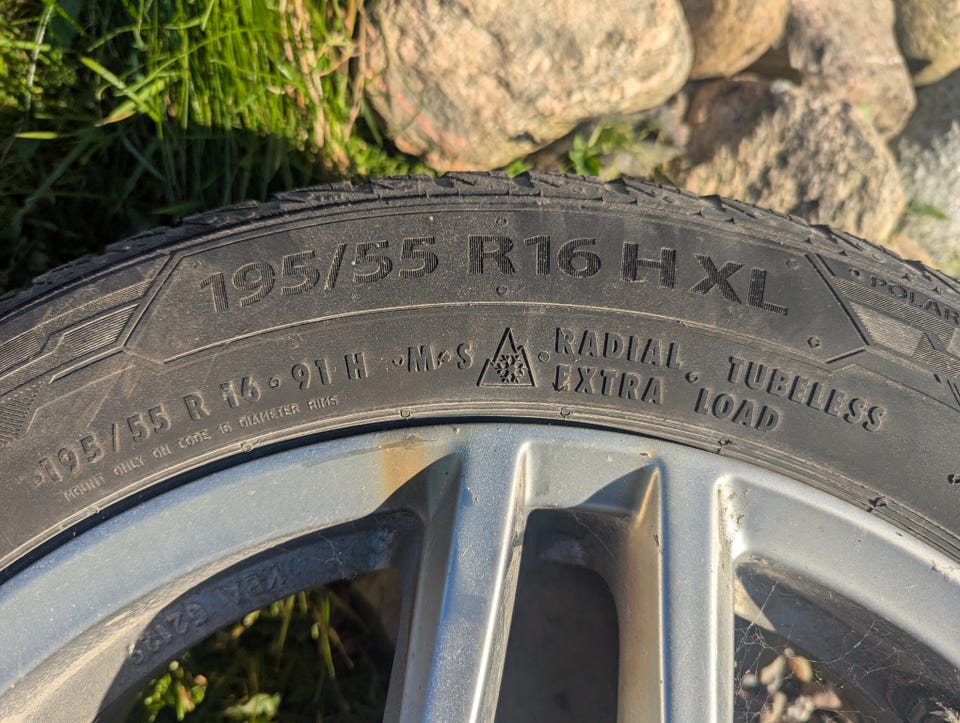 195/55 R16 H XL
POLAR
195/55 R 16 • 91 H • M+S
RADIAL TUBELESS
EXTRA LOAD
MOUNT ONLY ON CODE 16 DIAMETER RIMS
KBA